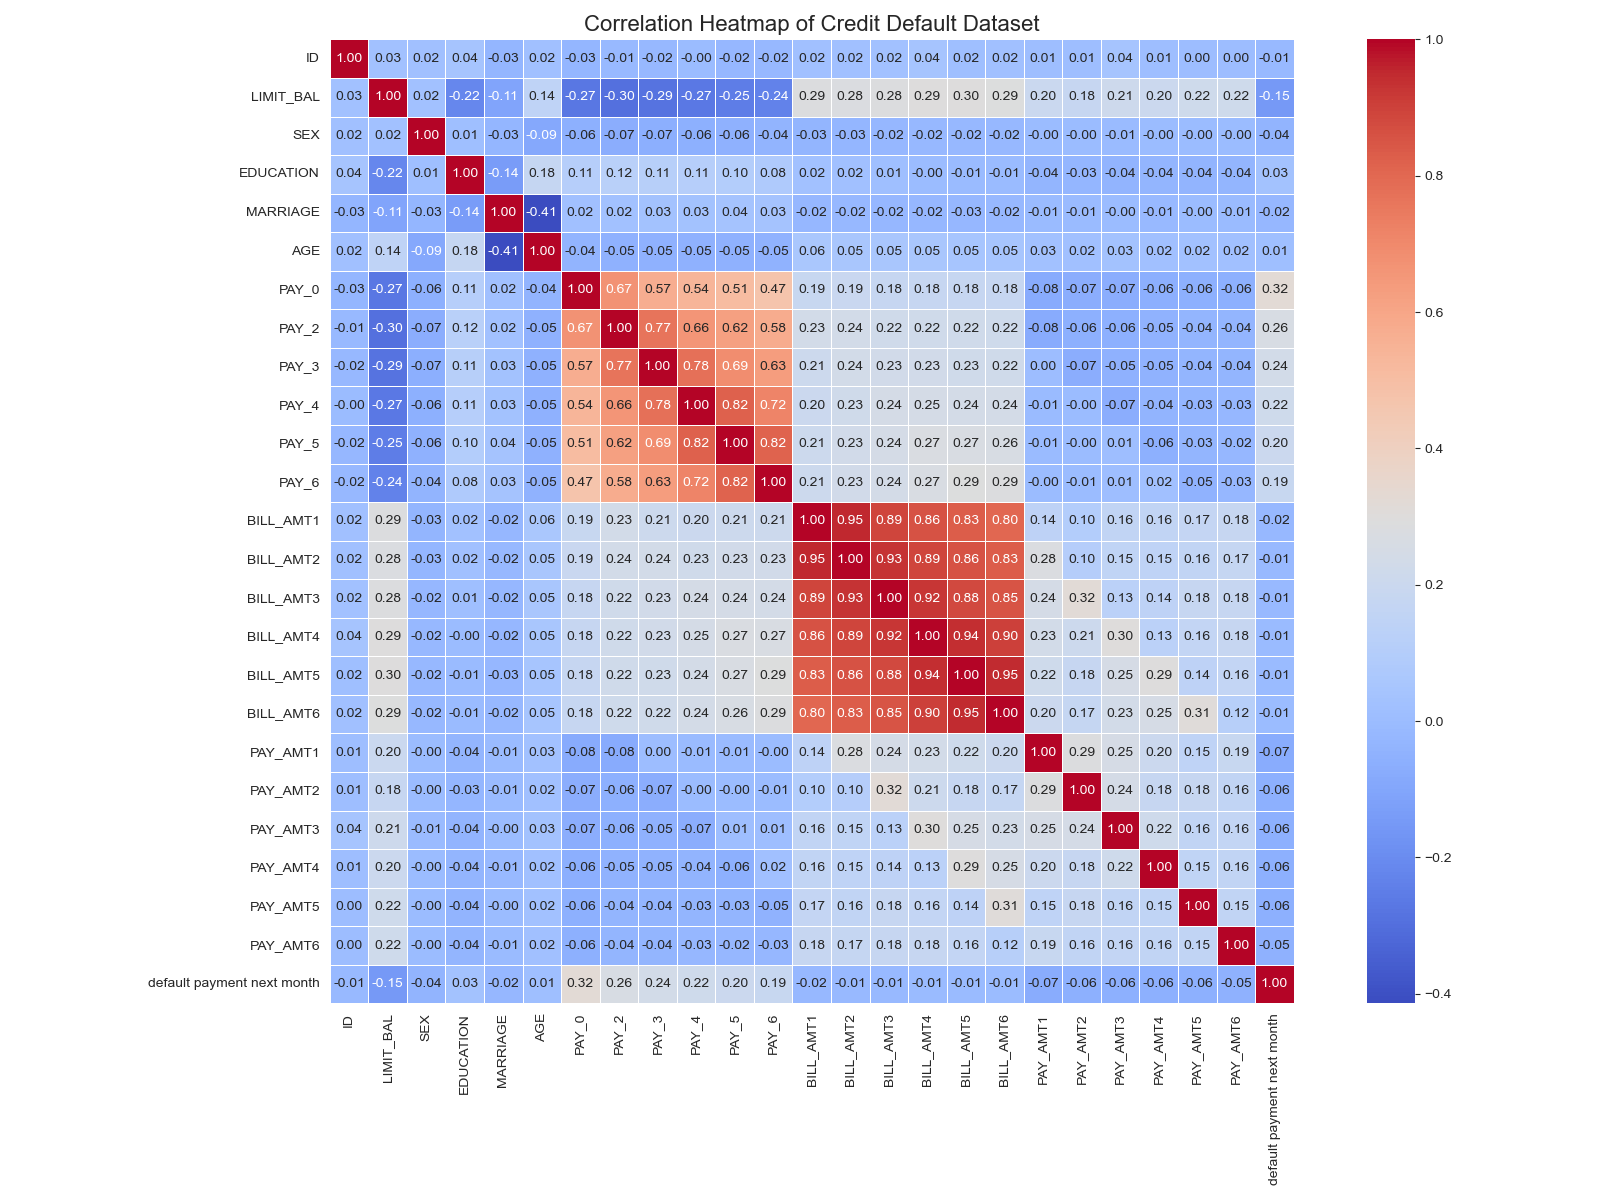 Correlation Heatmap of Credit Default Dataset
ID 1.00 0.03 0.02 0.04 -0.03 0.02 -0.03 -0.01 -0.02 -0.00 -0.02 -0.02 0.02 0.02 0.02 0.04 0.02 0.02 0.01 0.01 0.04 0.01 0.00 0.00 -0.01
LIMIT_BAL 0.03 1.00 0.02 -0.22 -0.11 0.14 -0.27 -0.30 -0.29 -0.27 -0.25 -0.24 0.29 0.28 0.28 0.29 0.30 0.29 0.20 0.18 0.21 0.20 0.22 0.22 -0.15
SEX 0.02 0.02 1.00 0.01 -0.03 -0.09 -0.06 -0.07 -0.07 -0.06 -0.06 -0.04 -0.03 -0.03 -0.02 -0.02 -0.02 -0.02 -0.00 -0.00 -0.01 -0.00 -0.00 -0.00 -0.04
EDUCATION 0.04 -0.22 0.01 1.00 -0.14 0.18 0.11 0.12 0.11 0.11 0.10 0.08 0.02 0.02 0.01 -0.00 -0.01 -0.01 -0.04 -0.03 -0.04 -0.04 -0.04 -0.04 0.03
MARRIAGE -0.03 -0.11 -0.03 -0.14 1.00 -0.41 0.02 0.02 0.03 0.03 0.04 0.03 -0.02 -0.02 -0.02 -0.02 -0.03 -0.02 -0.01 -0.01 -0.00 -0.01 -0.00 -0.01 -0.02
AGE 0.02 0.14 -0.09 0.18 -0.41 1.00 -0.04 -0.05 -0.05 -0.05 -0.05 -0.05 0.06 0.05 0.05 0.05 0.05 0.05 0.03 0.02 0.03 0.02 0.02 0.02 0.01
PAY_0 -0.03 -0.27 -0.06 0.11 0.02 -0.04 1.00 0.67 0.57 0.54 0.51 0.47 0.19 0.19 0.18 0.18 0.18 0.18 -0.08 -0.07 -0.07 -0.06 -0.06 -0.06 0.32
PAY_2 -0.01 -0.30 -0.07 0.12 0.02 -0.05 0.67 1.00 0.77 0.66 0.62 0.58 0.23 0.24 0.22 0.22 0.22 0.22 -0.08 -0.06 -0.06 -0.05 -0.04 -0.04 0.26
PAY_3 -0.02 -0.29 -0.07 0.11 0.03 -0.05 0.57 0.77 1.00 0.78 0.69 0.63 0.21 0.24 0.23 0.23 0.23 0.22 0.00 -0.07 -0.05 -0.05 -0.04 -0.04 0.24
PAY_4 -0.00 -0.27 -0.06 0.11 0.03 -0.05 0.54 0.66 0.78 1.00 0.82 0.72 0.20 0.23 0.24 0.25 0.24 0.24 -0.01 -0.00 -0.07 -0.04 -0.03 -0.03 0.22
PAY_5 -0.02 -0.25 -0.06 0.10 0.04 -0.05 0.51 0.62 0.69 0.82 1.00 0.82 0.21 0.23 0.24 0.27 0.27 0.26 -0.01 -0.00 0.01 -0.06 -0.03 -0.02 0.20
PAY_6 -0.02 -0.24 -0.04 0.08 0.03 -0.05 0.47 0.58 0.63 0.72 0.82 1.00 0.21 0.23 0.24 0.27 0.29 0.29 -0.00 -0.01 0.01 0.02 -0.05 -0.03 0.19
BILL_AMT1 0.02 0.29 -0.03 0.02 -0.02 0.06 0.19 0.23 0.21 0.20 0.21 0.21 1.00 0.95 0.89 0.86 0.83 0.80 0.14 0.10 0.16 0.16 0.17 0.18 -0.02
BILL_AMT2 0.02 0.28 -0.03 0.02 -0.02 0.05 0.19 0.24 0.24 0.23 0.23 0.23 0.95 1.00 0.93 0.89 0.86 0.83 0.28 0.10 0.15 0.15 0.16 0.17 -0.01
BILL_AMT3 0.02 0.28 -0.02 0.01 -0.02 0.05 0.18 0.22 0.23 0.24 0.24 0.24 0.89 0.93 1.00 0.92 0.88 0.85 0.24 0.32 0.13 0.14 0.18 0.18 -0.01
BILL_AMT4 0.04 0.29 -0.02 -0.00 -0.02 0.05 0.18 0.22 0.23 0.25 0.27 0.27 0.86 0.89 0.92 1.00 0.94 0.90 0.23 0.21 0.30 0.13 0.16 0.18 -0.01
BILL_AMT5 0.02 0.30 -0.02 -0.01 -0.03 0.05 0.18 0.22 0.23 0.24 0.27 0.29 0.83 0.86 0.88 0.94 1.00 0.95 0.22 0.18 0.25 0.29 0.14 0.16 -0.01
BILL_AMT6 0.02 0.29 -0.02 -0.01 -0.02 0.05 0.18 0.22 0.22 0.24 0.26 0.29 0.80 0.83 0.85 0.90 0.95 1.00 0.20 0.17 0.23 0.25 0.31 0.12 -0.01
PAY_AMT1 0.01 0.20 -0.00 -0.04 -0.01 0.03 -0.08 -0.08 0.00 -0.01 -0.01 -0.00 0.14 0.28 0.24 0.23 0.22 0.20 1.00 0.29 0.25 0.20 0.15 0.19 -0.07
PAY_AMT2 0.01 0.18 -0.00 -0.03 -0.01 0.02 -0.07 -0.06 -0.07 -0.00 -0.00 -0.01 0.10 0.10 0.32 0.21 0.18 0.17 0.29 1.00 0.24 0.18 0.18 0.16 -0.06
PAY_AMT3 0.04 0.21 -0.01 -0.04 -0.00 0.03 -0.07 -0.06 -0.05 -0.07 0.01 0.01 0.16 0.15 0.13 0.30 0.25 0.23 0.25 0.24 1.00 0.22 0.16 0.16 -0.06
PAY_AMT4 0.01 0.20 -0.00 -0.04 -0.01 0.02 -0.06 -0.05 -0.05 -0.04 -0.06 0.02 0.16 0.15 0.14 0.13 0.29 0.25 0.20 0.18 0.22 1.00 0.15 0.16 -0.06
PAY_AMT5 0.00 0.22 -0.00 -0.04 -0.00 0.02 -0.06 -0.04 -0.04 -0.03 -0.03 -0.05 0.17 0.16 0.18 0.16 0.14 0.31 0.15 0.18 0.16 0.15 1.00 0.15 -0.06
PAY_AMT6 0.00 0.22 -0.00 -0.04 -0.01 0.02 -0.06 -0.04 -0.04 -0.03 -0.02 -0.03 0.18 0.17 0.18 0.18 0.16 0.12 0.19 0.16 0.16 0.16 0.15 1.00 -0.05
default payment next month -0.01 -0.15 -0.04 0.03 -0.02 0.01 0.32 0.26 0.24 0.22 0.20 0.19 -0.02 -0.01 -0.01 -0.01 -0.01 -0.01 -0.07 -0.06 -0.06 -0.06 -0.06 -0.05 1.00
ID
LIMIT_BAL
SEX
EDUCATION
MARRIAGE
AGE
PAY_0
PAY_2
PAY_3
PAY_4
PAY_5
PAY_6
BILL_AMT1
BILL_AMT2
BILL_AMT3
BILL_AMT4
BILL_AMT5
BILL_AMT6
PAY_AMT1
PAY_AMT2
PAY_AMT3
PAY_AMT4
PAY_AMT5
PAY_AMT6
default payment next month
1.0
0.8
0.6
0.4
0.2
0.0
−0.2
−0.4